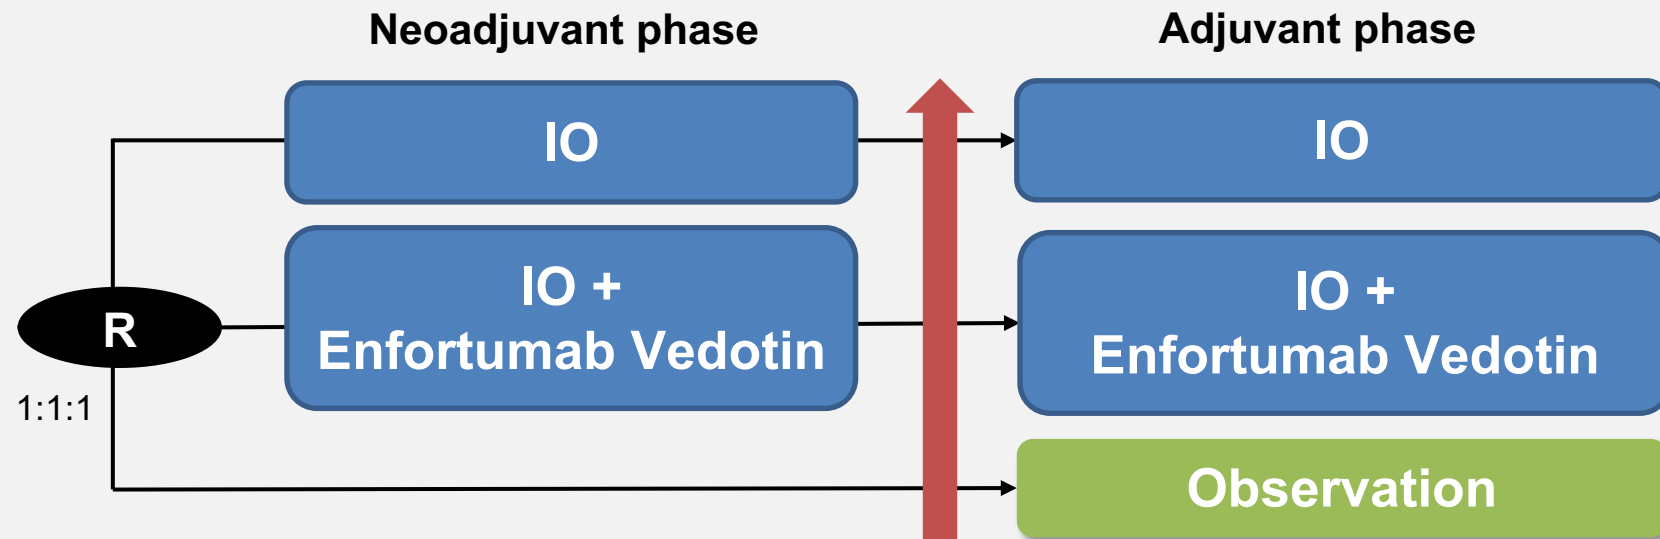 Neoadjuvant phase
Adjuvant phase
IO
IO
R
1:1:1
IO +
Enfortumab Vedotin
IO +
Enfortumab Vedotin
Observation